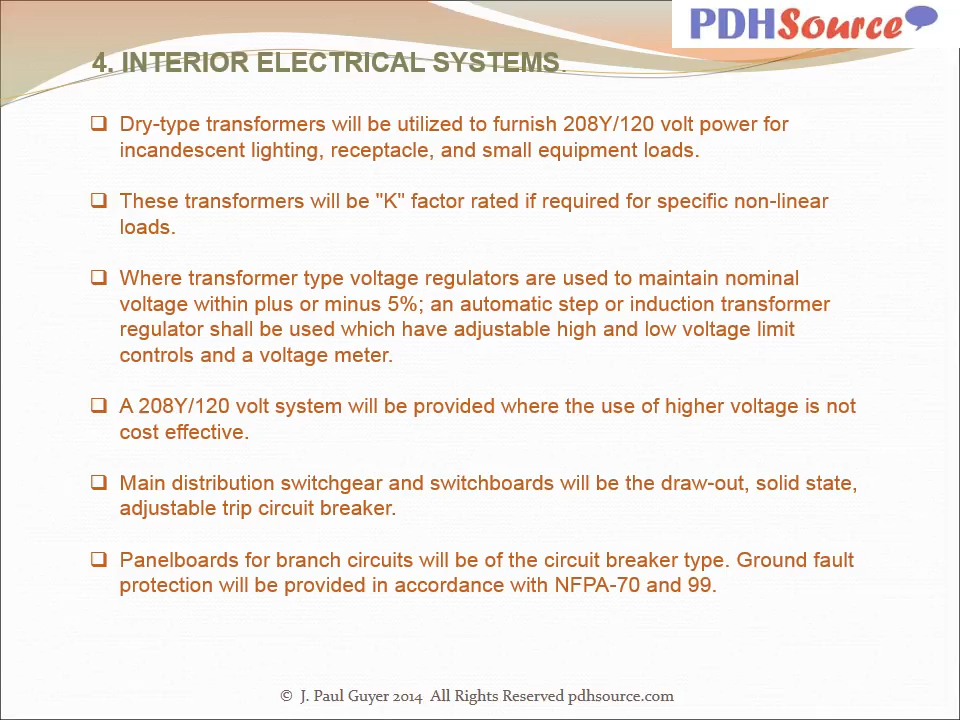 PDHSource
4. INTERIOR ELECTRICAL SYSTEMS.
❑ Dry-type transformers will be utilized to furnish 208Y/120 volt power for
incandescent lighting, receptacle, and small equipment loads.
❑ These transformers will be "K" factor rated if required for specific non-linear
loads.
❑ Where transformer type voltage regulators are used to maintain nominal
voltage within plus or minus 5%; an automatic step or induction transformer
regulator shall be used which have adjustable high and low voltage limit
controls and a voltage meter.
❑ A 208Y/120 volt system will be provided where the use of higher voltage is not
cost effective.
❑ Main distribution switchgear and switchboards will be the draw-out, solid state,
adjustable trip circuit breaker.
❑ Panelboards for branch circuits will be of the circuit breaker type. Ground fault
protection will be provided in accordance with NFPA-70 and 99.
© J. Paul Guyer 2014 All Rights Reserved pdhsource.com